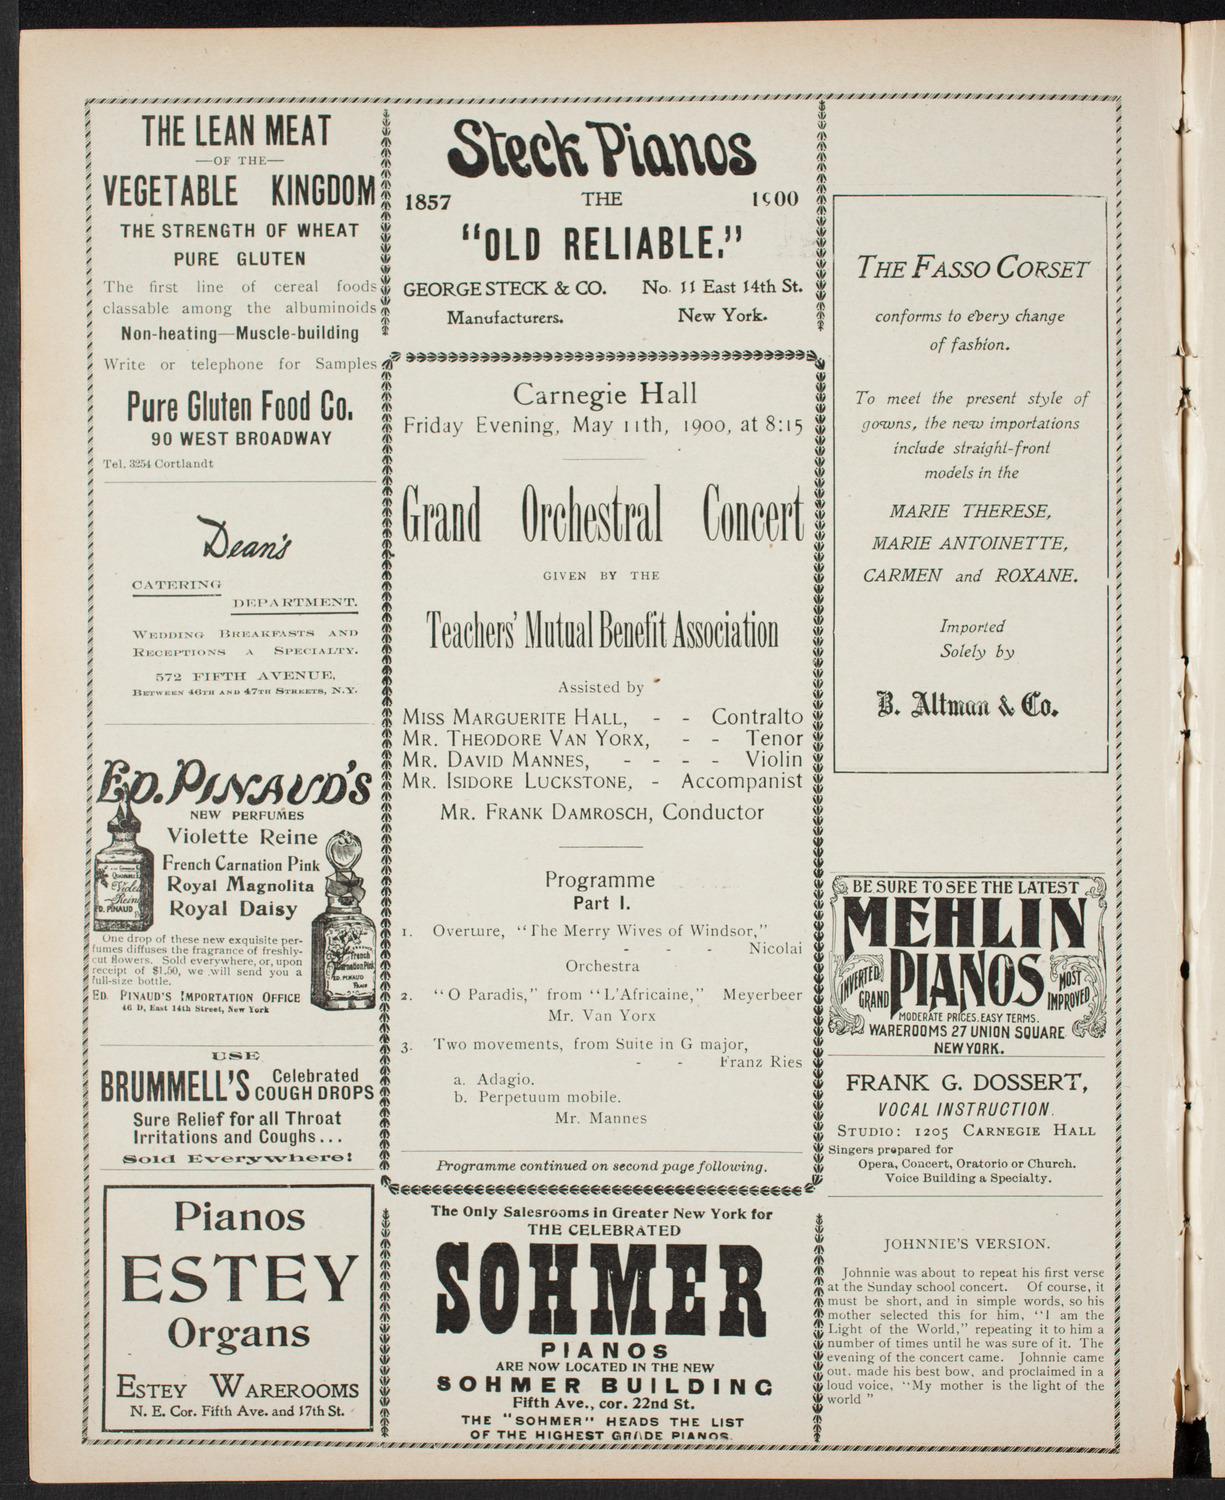 THE LEAN MEAT
—OF THE—
VEGETABLE KINGDOM
THE STRENGTH OF WHEAT
PURE GLUTEN
The first line of cereal foods
classable among the albuminoids
Non-heating—Muscle-building
Write or telephone for Samples
Pure Gluten Food Co.
90 WEST BROADWAY
Tel. 3254 Cortlandt
Dean's
CATERING
DEPARTMENT.
WEDDING BREAKFASTS AND
RECEPTIONS A SPECIALTY.
572 FIFTH AVENUE,
BETWEEN 46TH AND 47TH STREETS, N.Y.
ED. PINAUD'S
NEW PERFUMES
Violette Reine
French Carnation Pink
Royal Magnolita
Royal Daisy
One drop of these new exquisite per-
fumes diffuses the fragrance of freshly-
cut flowers. Sold everywhere, or, upon
receipt of $1.50, we will send you a
full-size bottle.
ED. PINAUD'S IMPORTATION OFFICE
46 D, East 14th Street, New York
USE
BRUMMELL'S Celebrated
COUGH DROPS
Sure Relief for all Throat
Irritations and Coughs...
Sold Everywhere!
Pianos
ESTEY
Organs
ESTEY WAREROOMS
N. E. Cor. Fifth Ave. and 17th St.
Steck Pianos
1857 THE 1900
"OLD RELIABLE."
GEORGE STECK & CO. No. 11 East 14th St.
Manufacturers. New York.
Carnegie Hall
Friday Evening, May 11th, 1900, at 8:15
Grand Orchestral Concert
GIVEN BY THE
Teachers' Mutual Benefit Association
Assisted by
MISS MARGUERITE HALL, - - Contralto
MR. THEODORE VAN YORX, - - Tenor
MR. DAVID MANNES, - - - - Violin
MR. ISIDORE LUCKSTONE, - Accompanist
MR. FRANK DAMROSCH, Conductor
Programme
Part I.
1. Overture, "The Merry Wives of Windsor,"
- - - Nicolai
Orchestra
2. "O Paradis," from "L'Africaine," Meyerbeer
Mr. Van Yorx
3. Two movements, from Suite in G major,
- - Franz Ries
a. Adagio.
b. Perpetuum mobile.
Mr. Mannes
Programme continued on second page following.
The Only Salesrooms in Greater New York for
THE CELEBRATED
SOHMER
PIANOS
ARE NOW LOCATED IN THE NEW
SOHMER BUILDING
Fifth Ave., cor. 22nd St.
THE "SOHMER" HEADS THE LIST
OF THE HIGHEST GRADE PIANOS.
THE FASSO CORSET
conforms to every change
of fashion.
To meet the present style of
gowns, the new importations
include straight-front
models in the
MARIE THERESE,
MARIE ANTOINETTE,
CARMEN and ROXANE.
Imported
Solely by
B. Altman & Co.
BE SURE TO SEE THE LATEST
MEHLIN
PIANOS
INVERTED
GRAND
MOST
IMPROVED
MODERATE PRICES. EASY TERMS.
WAREROOMS 27 UNION SQUARE
NEW YORK.
FRANK G. DOSSERT,
VOCAL INSTRUCTION.
STUDIO: 1205 CARNEGIE HALL
Singers prepared for
Opera, Concert, Oratorio or Church.
Voice Building a Specialty.
JOHNNIE'S VERSION.
Johnnie was about to repeat his first verse
at the Sunday school concert. Of course, it
must be short, and in simple words, so his
mother selected this for him, "I am the
Light of the World," repeating it to him a
number of times until he was sure of it. The
evening of the concert came. Johnnie came
out, made his best bow, and proclaimed in a
loud voice, "My mother is the light of the
world"